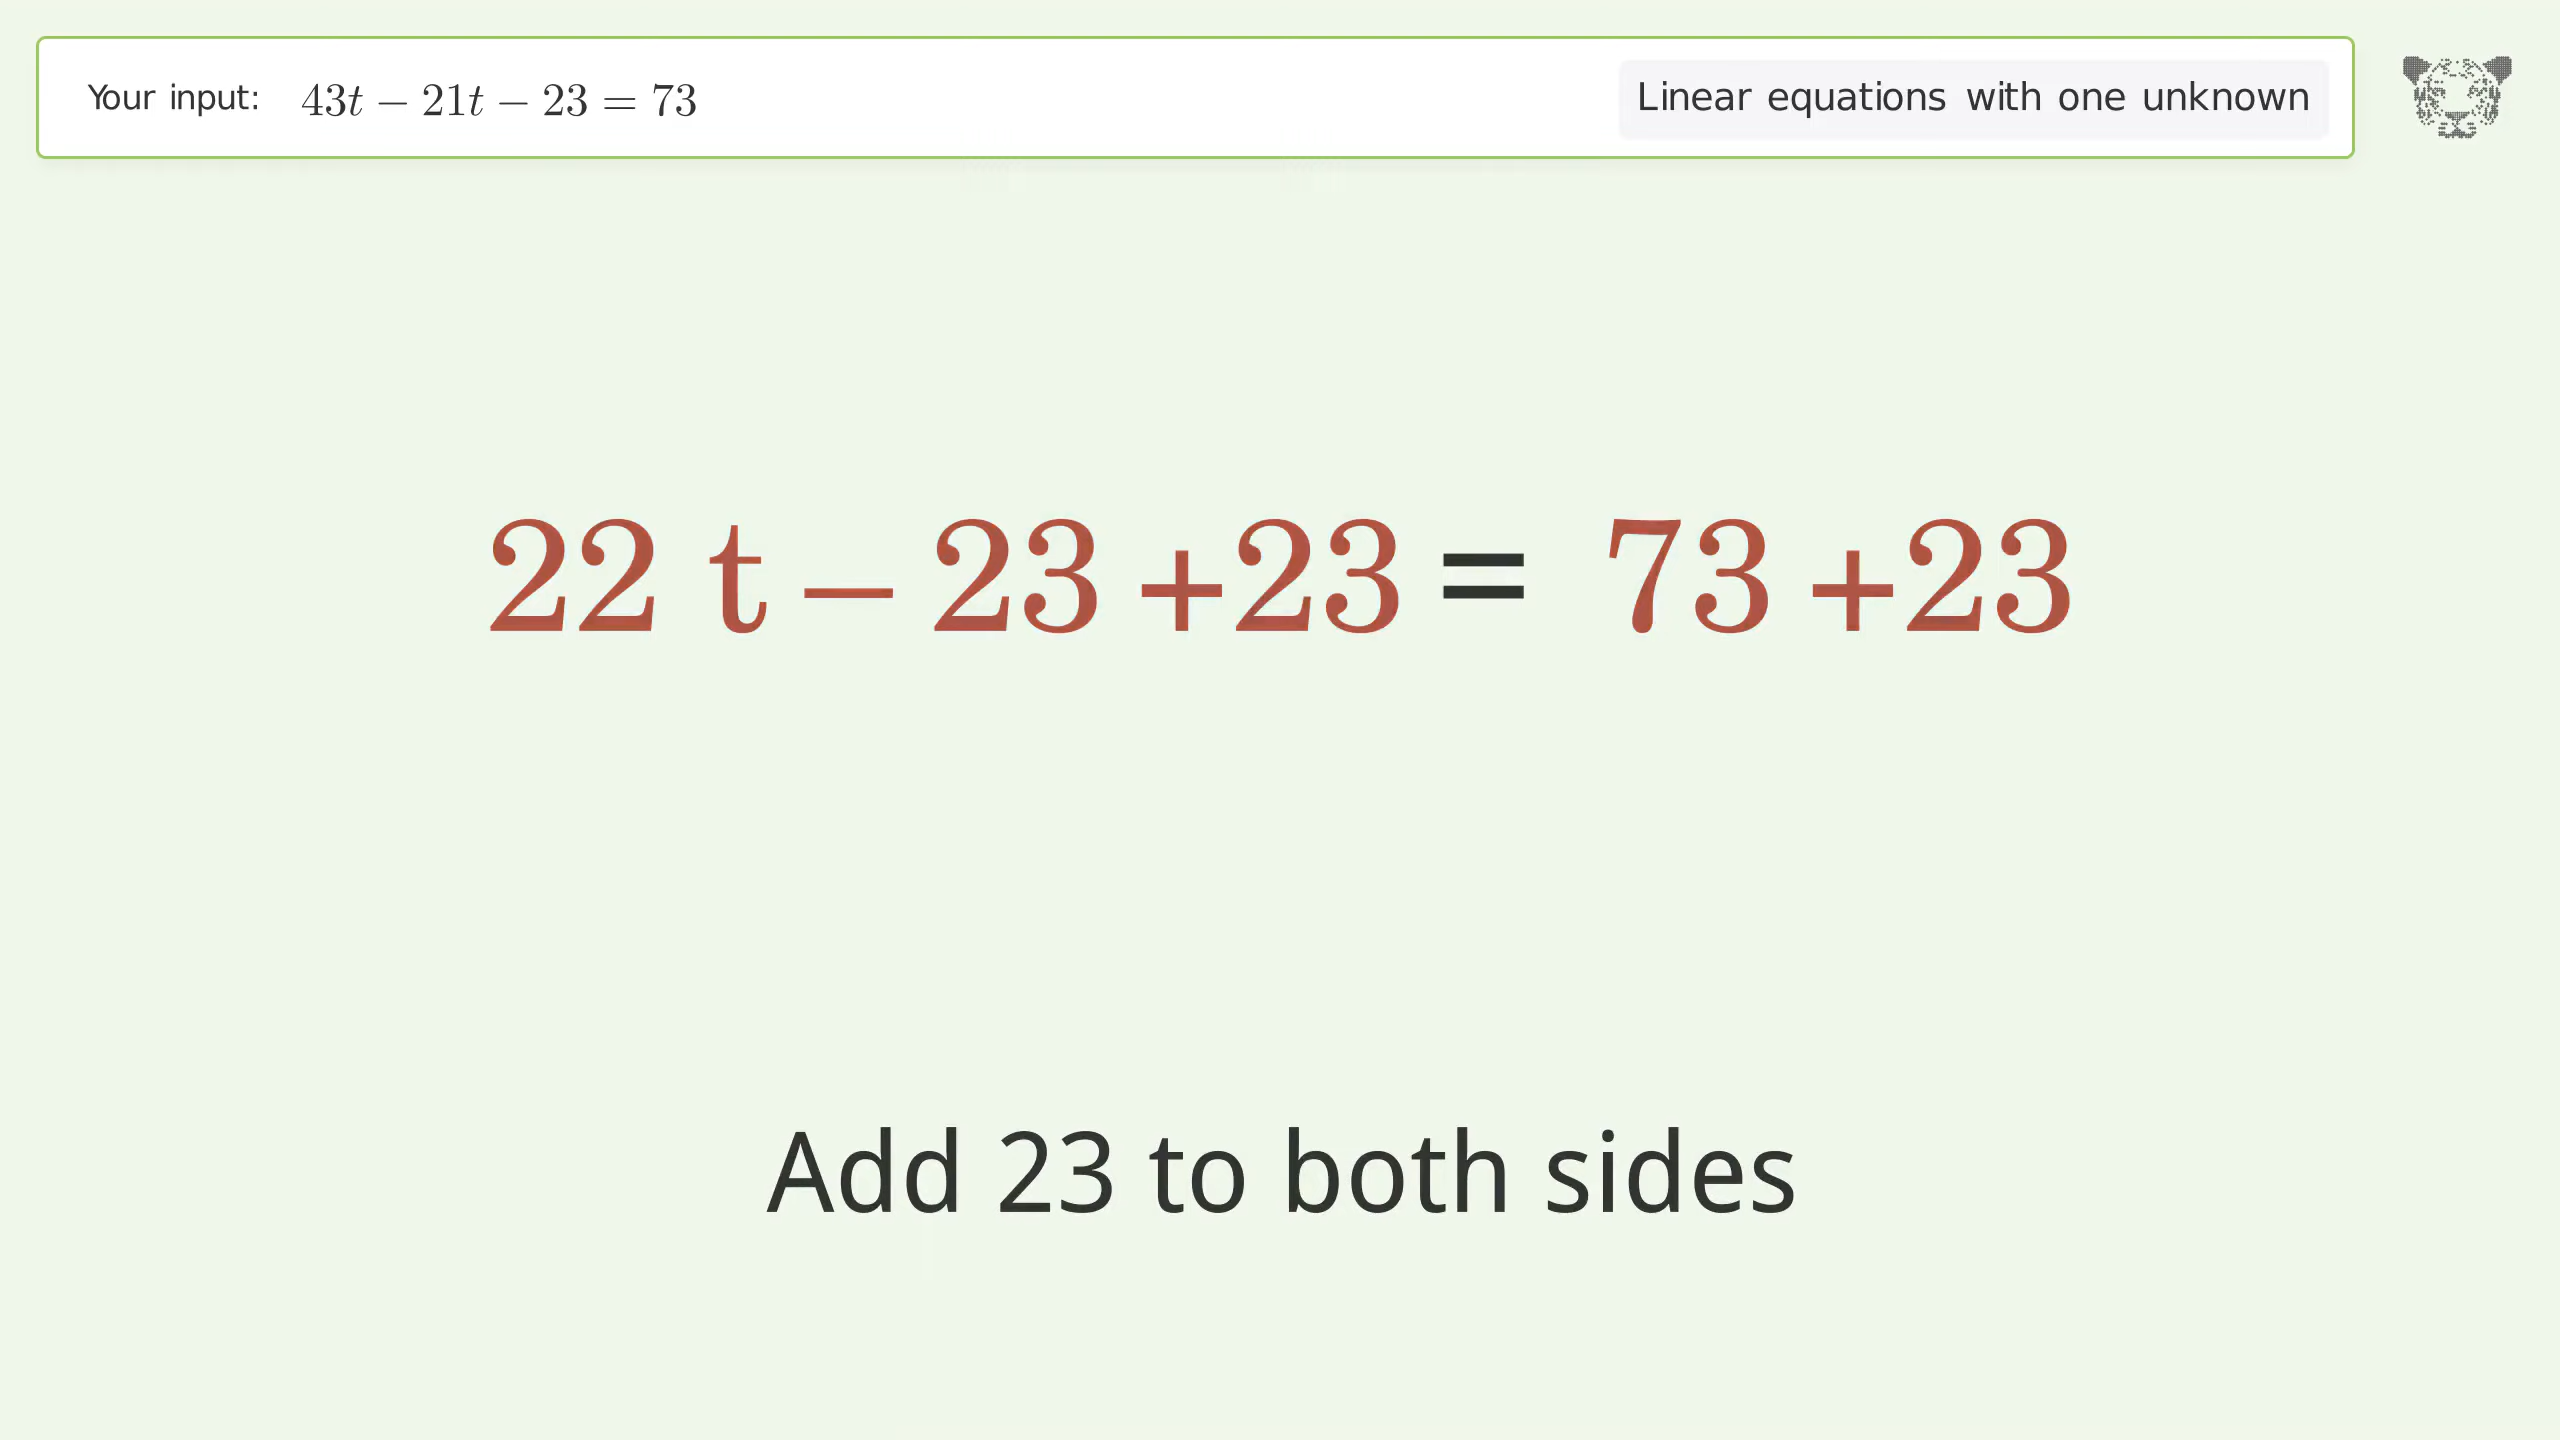 Your input: 43t − 21t − 23 = 73
Linear equations with one unknown
22 t − 23 +23 = 73 +23
Add 23 to both sides